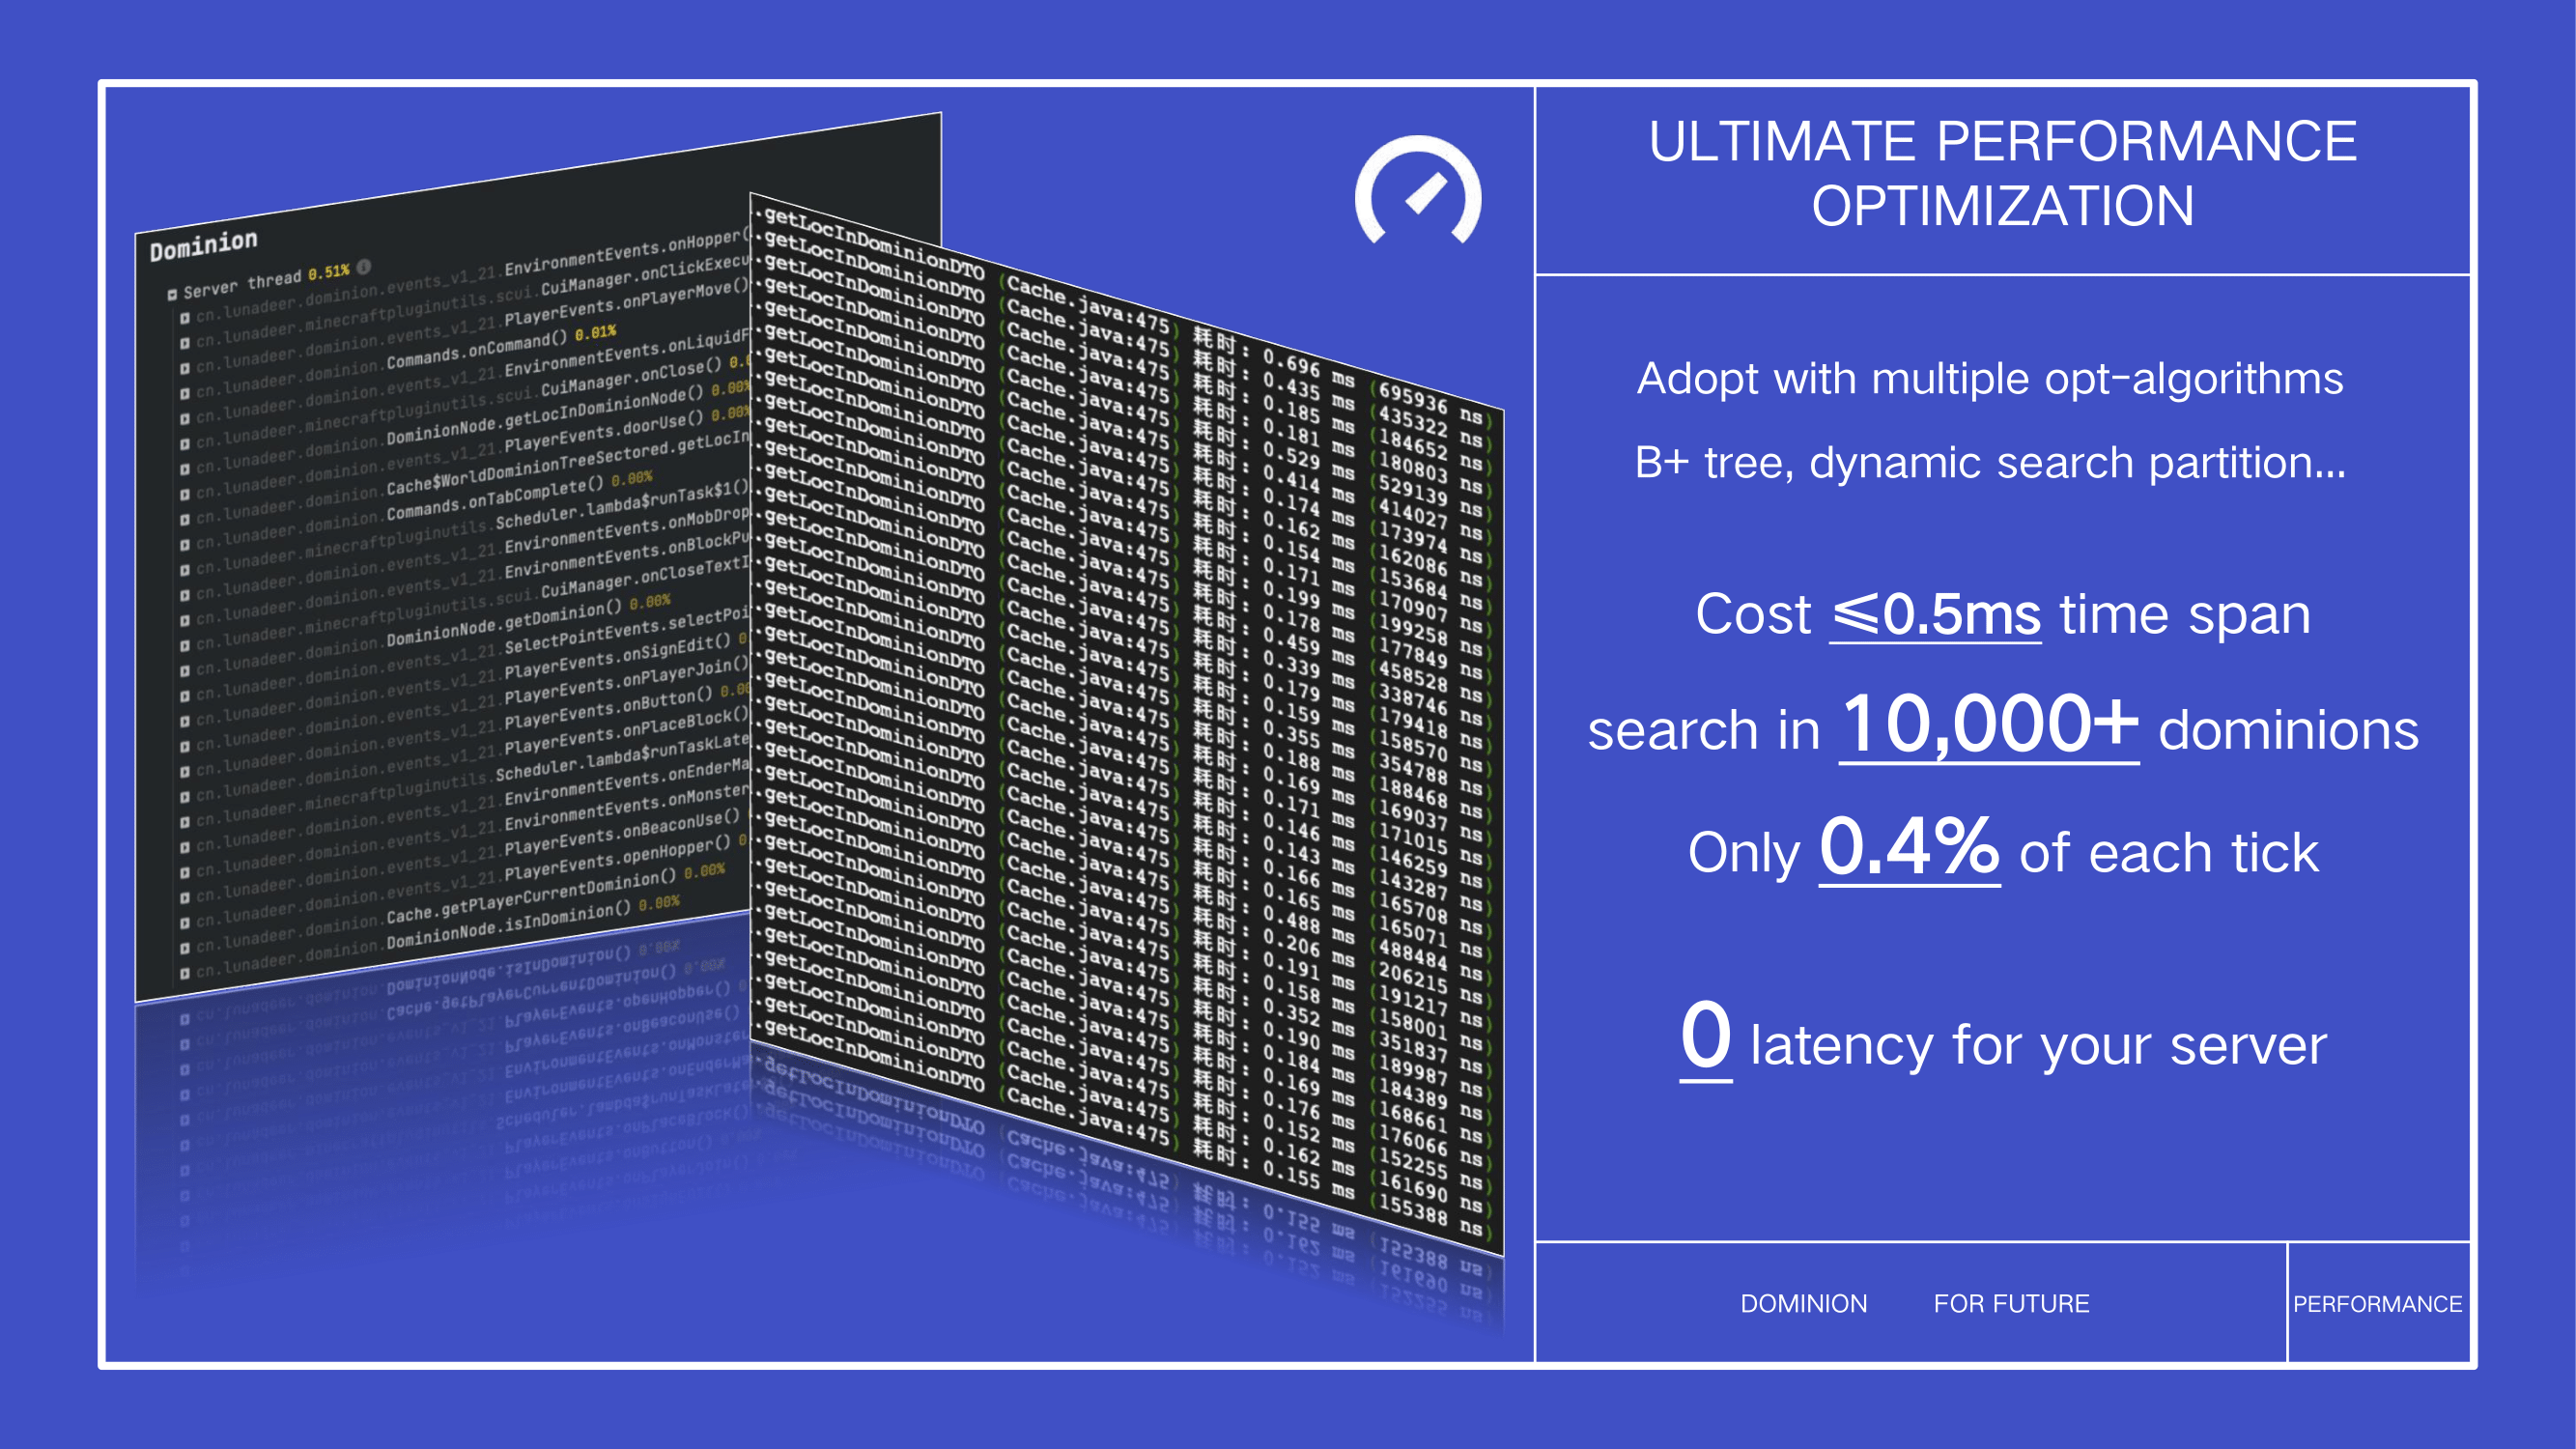 Dominion
Server thread 0.51%
cn.lunadeer.dominion.events_v1_21.EnvironmentEvents.onHopper(
cn.lunadeer.minecraftpluginutils.scui.CuiManager.onClickExecu
cn.lunadeer.dominion.events_v1_21.PlayerEvents.onPlayerMove()
cn.lunadeer.dominion.Commands.onCommand() 0.01%
cn.lunadeer.dominion.events_v1_21.EnvironmentEvents.onLiquidF
cn.lunadeer.minecraftpluginutils.scui.CuiManager.onClose() 0.0
cn.lunadeer.dominion.DominionNode.getLocInDominionNode() 0.00%
cn.lunadeer.dominion.events_v1_21.PlayerEvents.doorUse() 0.00%
cn.lunadeer.dominion.Cache$WorldDominionTreeSectored.getLocIn
cn.lunadeer.dominion.Commands.onTabComplete() 0.00%
cn.lunadeer.minecraftpluginutils.Scheduler.lambda$runTask$1()
cn.lunadeer.dominion.events_v1_21.EnvironmentEvents.onMobDrop
cn.lunadeer.dominion.events_v1_21.EnvironmentEvents.onBlockPu
cn.lunadeer.minecraftpluginutils.scui.CuiManager.onCloseTextI
cn.lunadeer.dominion.DominionNode.getDominion() 0.00%
cn.lunadeer.dominion.events_v1_21.SelectPointEvents.selectPoi
cn.lunadeer.dominion.events_v1_21.PlayerEvents.onSignEdit() 0
cn.lunadeer.dominion.events_v1_21.PlayerEvents.onPlayerJoin()
cn.lunadeer.dominion.events_v1_21.PlayerEvents.onButton() 0.00
cn.lunadeer.dominion.events_v1_21.PlayerEvents.onPlaceBlock()
cn.lunadeer.minecraftpluginutils.Scheduler.lambda$runTaskLate
cn.lunadeer.dominion.events_v1_21.EnvironmentEvents.onEnderMa
cn.lunadeer.dominion.events_v1_21.EnvironmentEvents.onMonster
cn.lunadeer.dominion.events_v1_21.PlayerEvents.onBeaconUse()
cn.lunadeer.dominion.events_v1_21.PlayerEvents.openHopper() 0
cn.lunadeer.dominion.Cache.getPlayerCurrentDominion() 0.00%
cn.lunadeer.dominion.DominionNode.isInDominion() 0.00%
.getLocInDominionDTO (Cache.java:475) 耗时: 0.696 ms (695936 ns)
.getLocInDominionDTO (Cache.java:475) 耗时: 0.435 ms (435322 ns)
.getLocInDominionDTO (Cache.java:475) 耗时: 0.185 ms (184652 ns)
.getLocInDominionDTO (Cache.java:475) 耗时: 0.181 ms (180803 ns)
.getLocInDominionDTO (Cache.java:475) 耗时: 0.529 ms (529139 ns)
.getLocInDominionDTO (Cache.java:475) 耗时: 0.414 ms (414027 ns)
.getLocInDominionDTO (Cache.java:475) 耗时: 0.174 ms (173974 ns)
.getLocInDominionDTO (Cache.java:475) 耗时: 0.162 ms (162086 ns)
.getLocInDominionDTO (Cache.java:475) 耗时: 0.154 ms (153684 ns)
.getLocInDominionDTO (Cache.java:475) 耗时: 0.171 ms (170907 ns)
.getLocInDominionDTO (Cache.java:475) 耗时: 0.199 ms (199258 ns)
.getLocInDominionDTO (Cache.java:475) 耗时: 0.178 ms (177849 ns)
.getLocInDominionDTO (Cache.java:475) 耗时: 0.459 ms (458528 ns)
.getLocInDominionDTO (Cache.java:475) 耗时: 0.339 ms (338746 ns)
.getLocInDominionDTO (Cache.java:475) 耗时: 0.179 ms (179418 ns)
.getLocInDominionDTO (Cache.java:475) 耗时: 0.159 ms (158570 ns)
.getLocInDominionDTO (Cache.java:475) 耗时: 0.355 ms (354788 ns)
.getLocInDominionDTO (Cache.java:475) 耗时: 0.188 ms (188468 ns)
.getLocInDominionDTO (Cache.java:475) 耗时: 0.169 ms (169037 ns)
.getLocInDominionDTO (Cache.java:475) 耗时: 0.171 ms (171015 ns)
.getLocInDominionDTO (Cache.java:475) 耗时: 0.146 ms (146259 ns)
.getLocInDominionDTO (Cache.java:475) 耗时: 0.143 ms (143287 ns)
.getLocInDominionDTO (Cache.java:475) 耗时: 0.166 ms (165708 ns)
.getLocInDominionDTO (Cache.java:475) 耗时: 0.165 ms (165071 ns)
.getLocInDominionDTO (Cache.java:475) 耗时: 0.488 ms (488484 ns)
.getLocInDominionDTO (Cache.java:475) 耗时: 0.206 ms (206215 ns)
.getLocInDominionDTO (Cache.java:475) 耗时: 0.191 ms (191217 ns)
.getLocInDominionDTO (Cache.java:475) 耗时: 0.158 ms (158001 ns)
.getLocInDominionDTO (Cache.java:475) 耗时: 0.352 ms (351837 ns)
.getLocInDominionDTO (Cache.java:475) 耗时: 0.190 ms (189987 ns)
.getLocInDominionDTO (Cache.java:475) 耗时: 0.184 ms (184389 ns)
.getLocInDominionDTO (Cache.java:475) 耗时: 0.169 ms (168661 ns)
.getLocInDominionDTO (Cache.java:475) 耗时: 0.176 ms (176066 ns)
.getLocInDominionDTO (Cache.java:475) 耗时: 0.152 ms (152255 ns)
.getLocInDominionDTO (Cache.java:475) 耗时: 0.162 ms (161690 ns)
.getLocInDominionDTO (Cache.java:475) 耗时: 0.155 ms (155388 ns)
ULTIMATE PERFORMANCE
OPTIMIZATION
Adopt with multiple opt-algorithms
B+ tree, dynamic search partition...
Cost ⩽0.5ms time span
search in 10,000+ dominions
Only 0.4% of each tick
0 latency for your server
DOMINION FOR FUTURE
PERFORMANCE